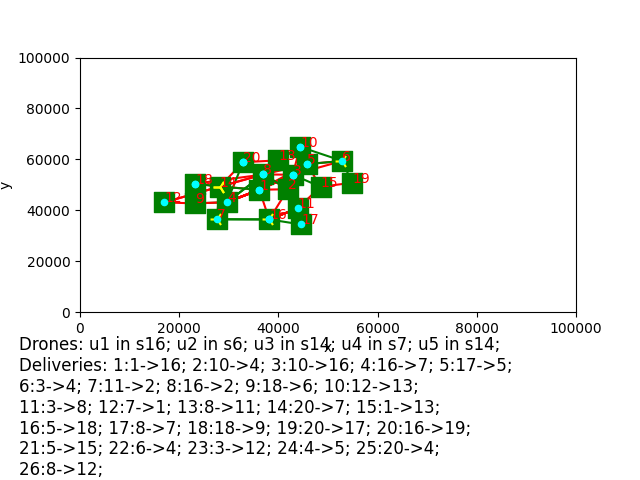 100000
80000
60000
40000
20000
0
y
0 20000 40000 60000 80000 100000
x
19
Drones: u1 in s16; u2 in s6; u3 in s14; u4 in s7; u5 in s14;
Deliveries: 1:1->16; 2:10->4; 3:10->16; 4:16->7; 5:17->5;
6:3->4; 7:11->2; 8:16->2; 9:18->6; 10:12->13;
11:3->8; 12:7->1; 13:8->11; 14:20->7; 15:1->13;
16:5->18; 17:8->7; 18:18->9; 19:20->17; 20:16->19;
21:5->15; 22:6->4; 23:3->12; 24:4->5; 25:20->4;
26:8->12;